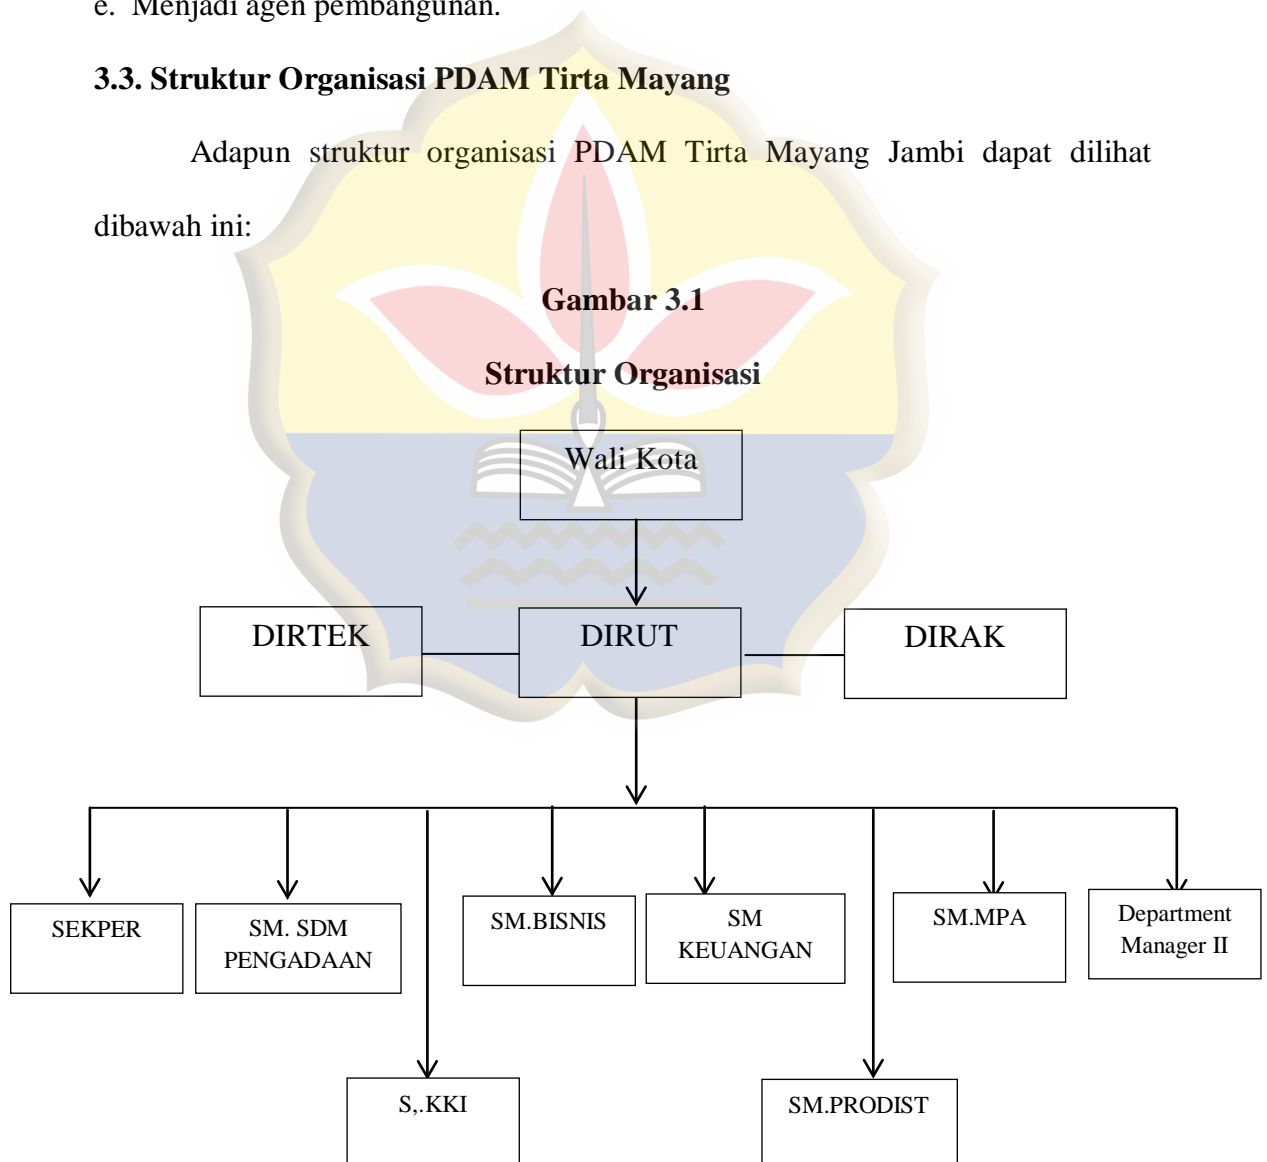 e. Menjadi agen pembangunan.
3.3. Struktur Organisasi PDAM Tirta Mayang
Adapun struktur organisasi PDAM Tirta Mayang Jambi dapat dilihat
dibawah ini:
Gambar 3.1
Struktur Organisasi
Wali Kota
DIRTEK
DIRUT
DIRAK
SEKPER
SM. SDM
PENGADAAN
SM.BISNIS
SM
KEUANGAN
SM.MPA
Department
Manager II
S,.KKI
SM.PRODIST